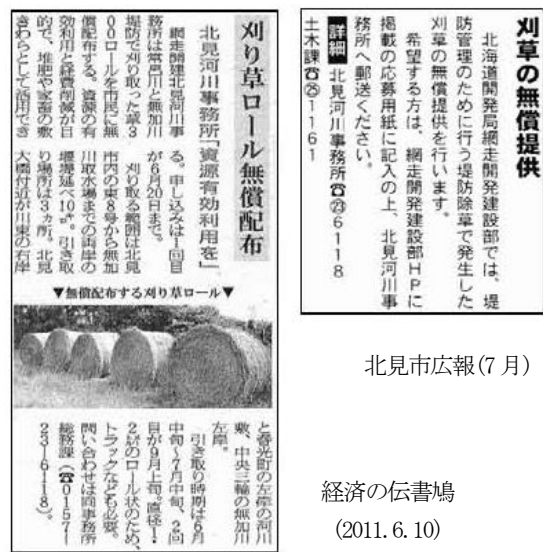 刈り草ロール無償配布
北見河川事務所「資源有効利用を」
網走開建北見河川事
務所は常呂川と無加川
堤防で刈り取った草3
00ロールを市民に無
償配布する。資源の有
効利用と経費削減が目
的で、堆肥や家畜の敷
きわらとして活用でき
る。申し込みは1回目
が6月20日まで。
刈り取る範囲は北見
市内の東8号から無加
川取水場までの両岸の
堰堤延べ10㌔。引き取
り場所は3カ所。北見
大橋付近が川東の右岸
▼無償配布する刈り草ロール▼
と春光町の左岸の河川
敷、中央三輪の無加川
左岸。
引き取り時期は6月
中旬〜7月中旬、2回
目が9月上旬。直径1・
2㍍のロール状のため、
トラックなども必要。
問い合わせは同事務所
総務課(☎0157ー
23ー6118)。
刈草の無償提供
北海道開発局網走開発建設部では、堤
防管理のために行う堤防除草で発生した
刈草の無償提供を行います。
希望する方は、網走開発建設部HPに
掲載の応募用紙に記入の上、北見河川事
務所へ郵送ください。
詳細 北見河川事務所☎㉓6118
土木課☎㉕1161
北見市広報(7月)
経済の伝書鳩
(2011.6.10)